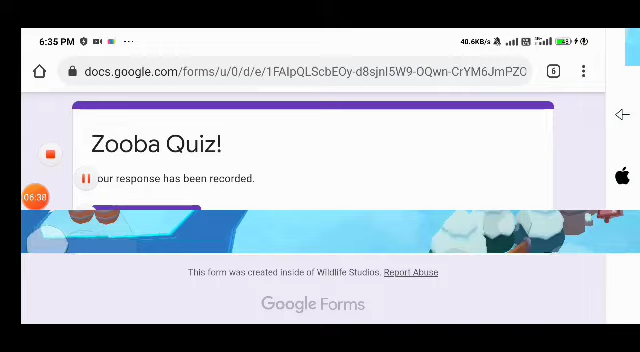 6:35 PM
40.6KB/s
docs.google.com/forms/u/0/d/e/1FAIpQLScbEOy-d8sjnI5W9-OQwn-CrYM6JmPZC
6
Zooba Quiz!
our response has been recorded.
06:38
This form was created inside of Wildlife Studios. Report Abuse
Google Forms